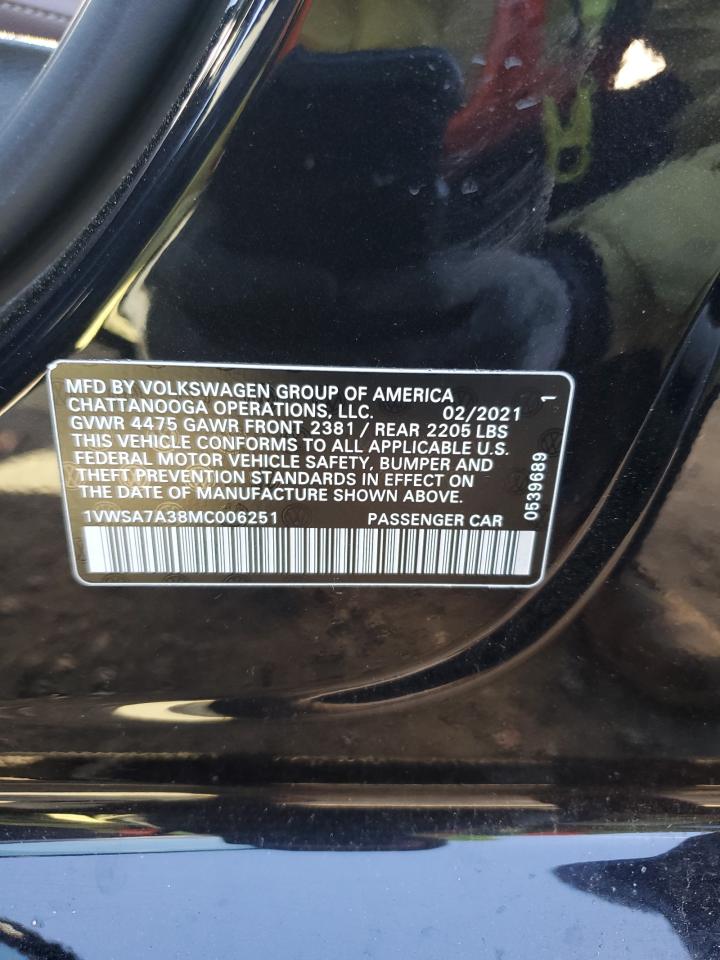 MFD BY VOLKSWAGEN GROUP OF AMERICA
CHATTANOOGA OPERATIONS, LLC. 02/2021
GVWR 4475 GAWR FRONT 2381 / REAR 2205 LBS
THIS VEHICLE CONFORMS TO ALL APPLICABLE U.S.
FEDERAL MOTOR VEHICLE SAFETY, BUMPER AND
THEFT PREVENTION STANDARDS IN EFFECT ON
THE DATE OF MANUFACTURE SHOWN ABOVE.
1VWSA7A38MC006251 PASSENGER CAR
0539689 1